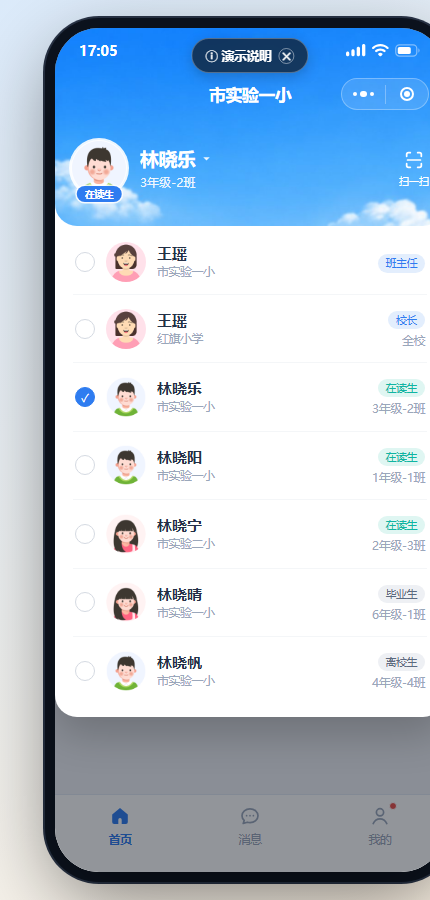 17:05
演示说明
市实验一小
林晓乐
3年级-2班
在读生
扫一扫
王瑶
市实验一小
班主任
王瑶
红旗小学
校长
全校
林晓乐
市实验一小
在读生
3年级-2班
林晓阳
市实验一小
在读生
1年级-1班
林晓宁
市实验二小
在读生
2年级-3班
林晓晴
市实验一小
毕业生
6年级-1班
林晓帆
市实验一小
离校生
4年级-4班
首页
消息
我的